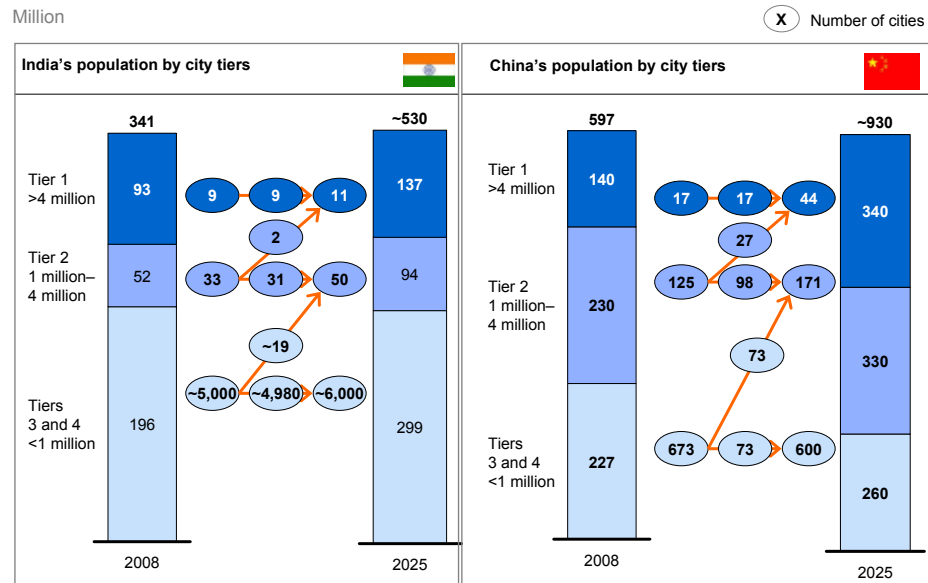 Million
X Number of cities
India's population by city tiers
341
~530
Tier 1
>4 million
93
9 9 11
137
2
Tier 2
1 million–
4 million
52
33 31 50
94
~19
~5,000 ~4,980 ~6,000
Tiers
3 and 4
<1 million
196
299
2008
2025
China's population by city tiers
597
~930
Tier 1
>4 million
140
17 17 44
340
27
125 98 171
Tier 2
1 million–
4 million
230
330
73
Tiers
3 and 4
<1 million
227
673 73 600
260
2008
2025